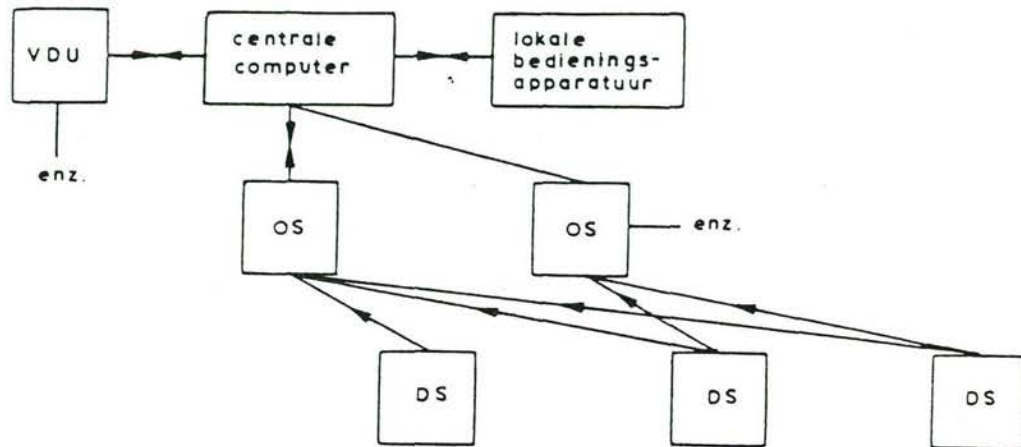 VDU
centrale
computer
lokale
bedienings-
apparatuur
enz.
OS
OS
enz.
DS
DS
DS